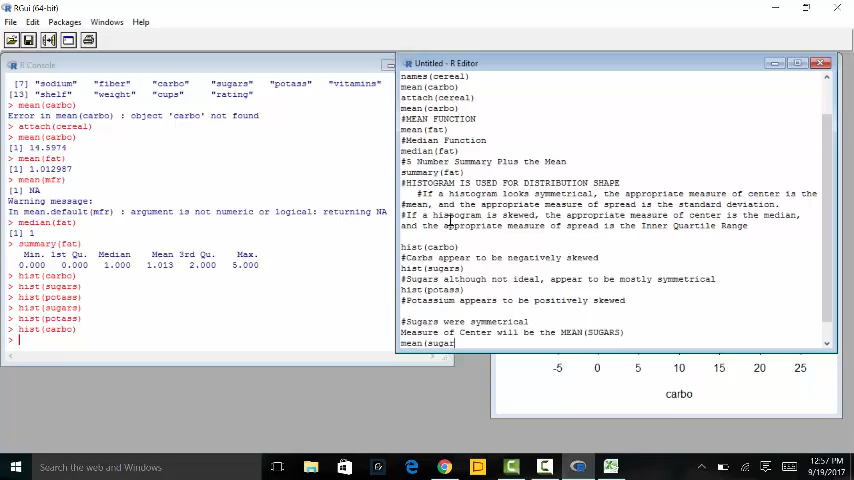 RGui (64-bit)
File Edit Packages Windows Help
R Console
[7] "sodium" "fiber" "carbo" "sugars" "potass" "vitamins"
[13] "shelf" "weight" "cups" "rating"
> mean(carbo)
Error in mean(carbo) : object 'carbo' not found
> attach(cereal)
> mean(carbo)
[1] 14.5974
> mean(fat)
[1] 1.012987
> mean(mfr)
[1] NA
Warning message:
In mean.default(mfr) : argument is not numeric or logical: returning NA
> median(fat)
[1] 1
> summary(fat)
Min. 1st Qu. Median Mean 3rd Qu. Max.
0.000 0.000 1.000 1.013 2.000 5.000
> hist(carbo)
> hist(sugars)
> hist(potass)
> hist(sugars)
> hist(potass)
> hist(carbo)
>
Untitled - R Editor
names(cereal)
mean(carbo)
attach(cereal)
mean(carbo)
#MEAN FUNCTION
mean(fat)
#Median Function
median(fat)
#5 Number Summary Plus the Mean
summary(fat)
#HISTOGRAM IS USED FOR DISTRIBUTION SHAPE
#If a histogram looks symmetrical, the appropriate measure of center is the
#mean, and the appropriate measure of spread is the standard deviation.
#If a histogram is skewed, the appropriate measure of center is the median,
and the appropriate measure of spread is the Inner Quartile Range
hist(carbo)
#Carbs appear to be negatively skewed
hist(sugars)
#Sugars although not ideal, appear to be mostly symmetrical
hist(potass)
#Potassium appears to be positively skewed
#Sugars were symmetrical
Measure of Center will be the MEAN(SUGARS)
mean(sugar
-5 0 5 10 15 20 25
carbo
Search the web and Windows
12:57 PM
9/19/2017